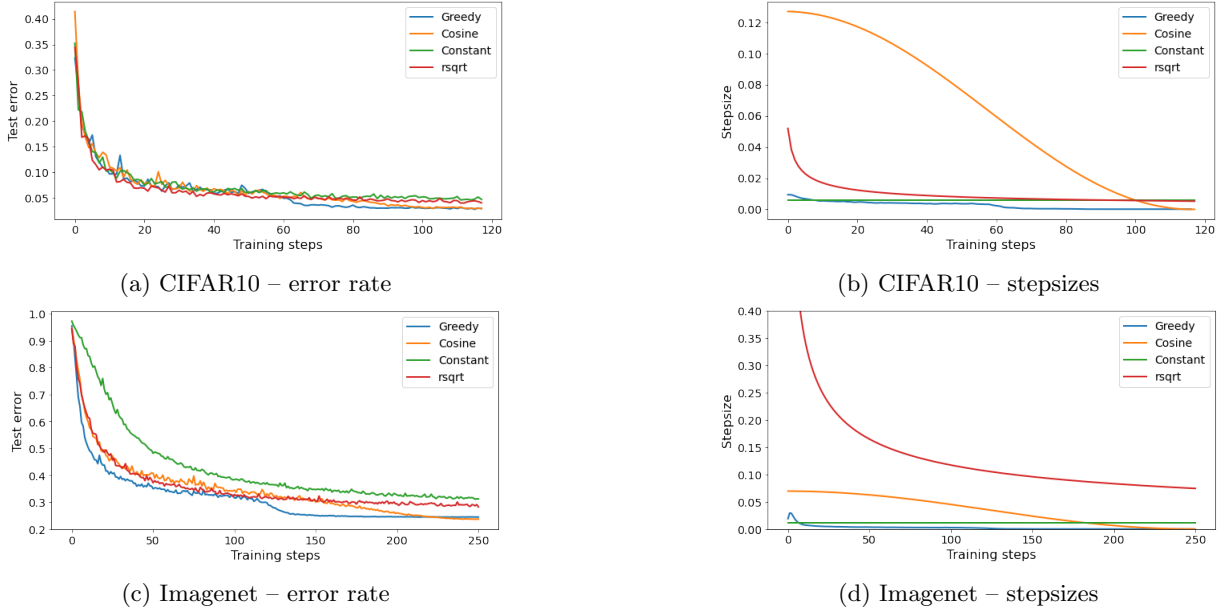 0.40
0.35
0.30
0.25
0.20
0.15
0.10
0.05
Test error
0 20 40 60 80 100 120
Training steps
Greedy
Cosine
Constant
rsqrt
(a) CIFAR10 – error rate
0.12
0.10
0.08
0.06
0.04
0.02
0.00
Stepsize
0 20 40 60 80 100 120
Training steps
Greedy
Cosine
Constant
rsqrt
(b) CIFAR10 – stepsizes
1.0
0.9
0.8
0.7
0.6
0.5
0.4
0.3
0.2
Test error
0 50 100 150 200 250
Training steps
Greedy
Cosine
Constant
rsqrt
(c) Imagenet – error rate
0.40
0.35
0.30
0.25
0.20
0.15
0.10
0.05
0.00
Stepsize
0 50 100 150 200 250
Training steps
Greedy
Cosine
Constant
rsqrt
(d) Imagenet – stepsizes